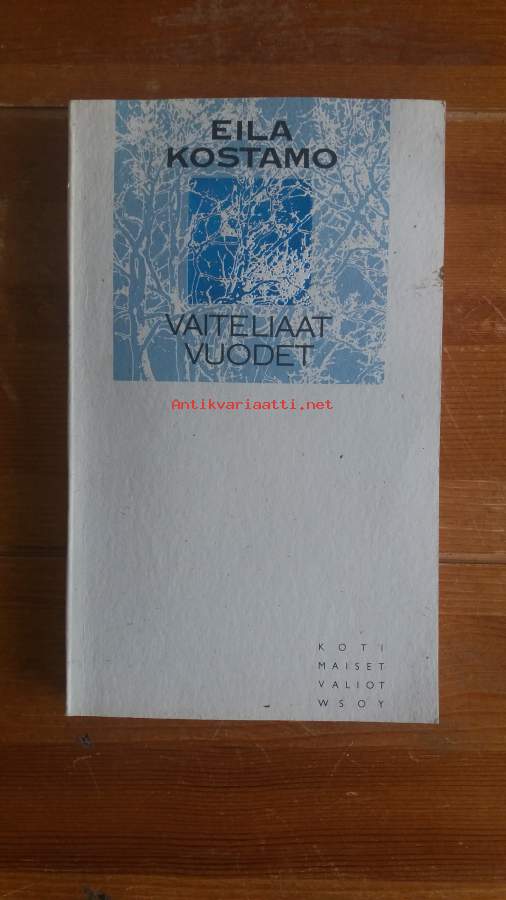 EILA
KOSTAMO
VAITELIAAT
VUODET
Antikvariaatti.net
KOTI
MAISET
VALIOT
WSOY